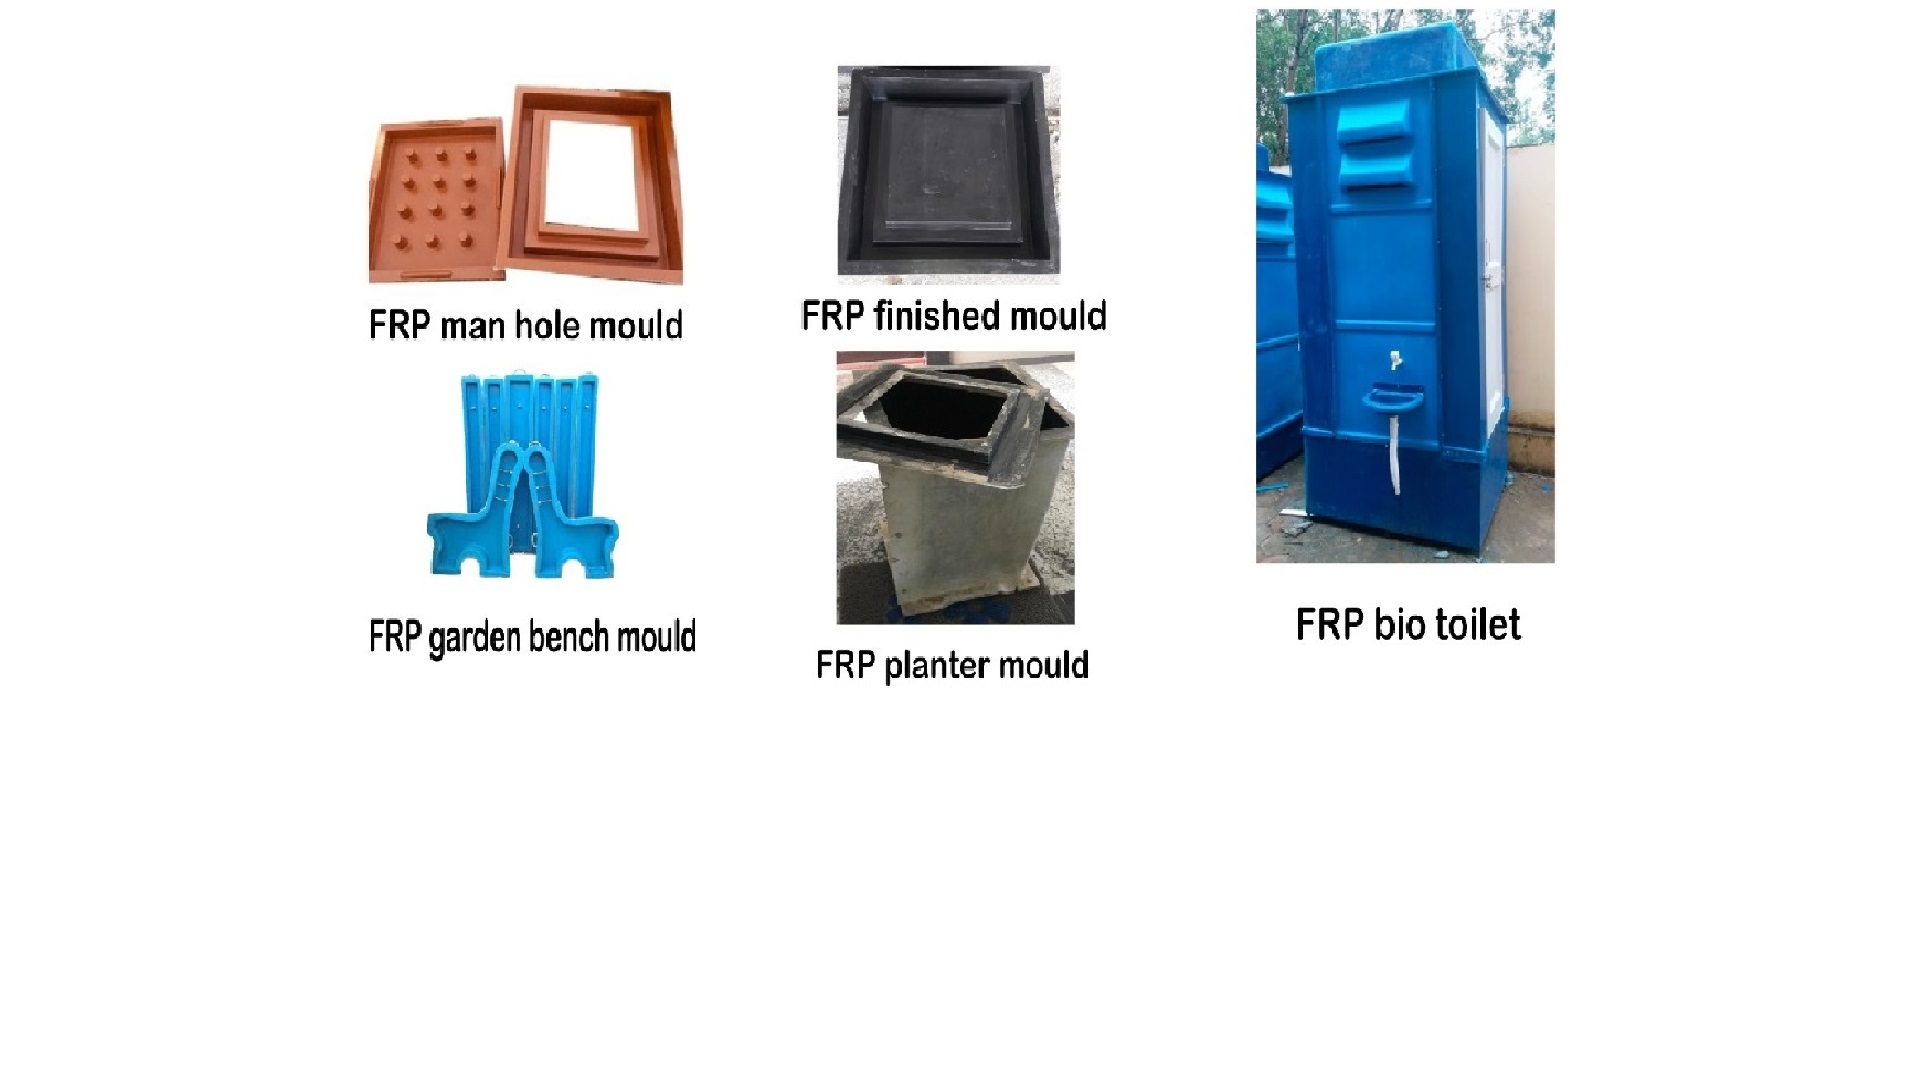 FRP man hole mould
FRP finished mould
FRP garden bench mould
FRP planter mould
FRP bio toilet